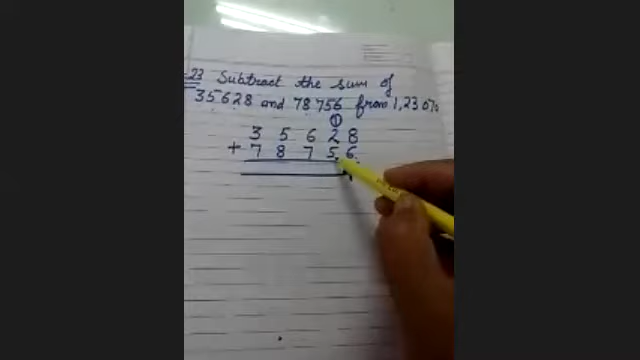 23 Subtract the sum of
35628 and 78756 from 1,23,070
①
3 5 6 2 8
+ 7 8 7 5 6